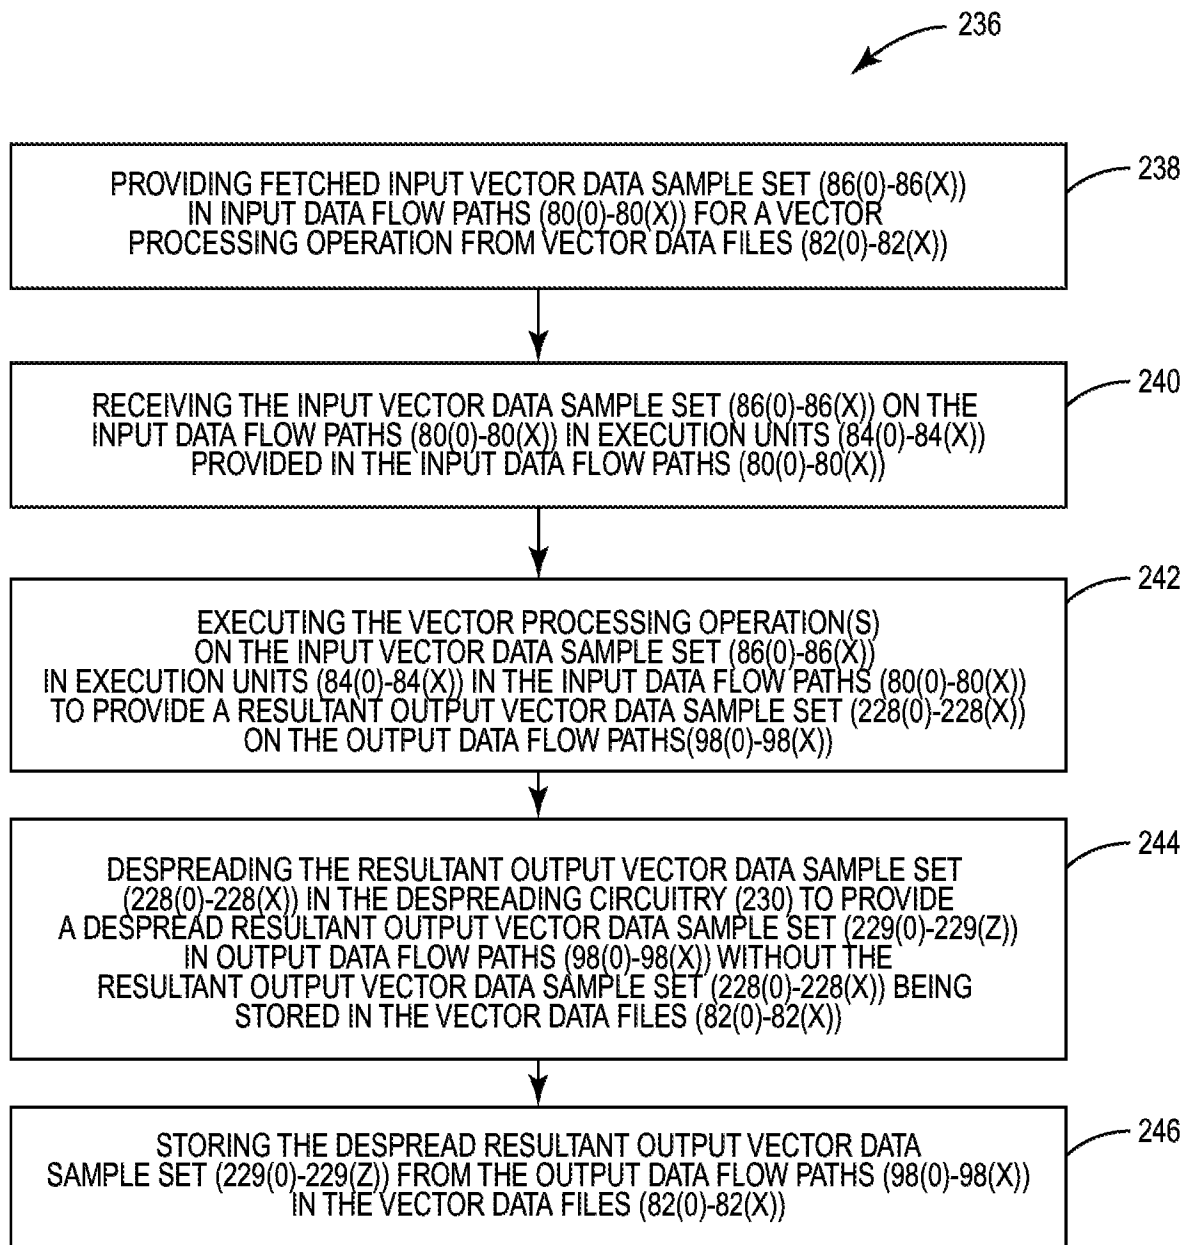 236
238
PROVIDING FETCHED INPUT VECTOR DATA SAMPLE SET (86(0)-86(X))
IN INPUT DATA FLOW PATHS (80(0)-80(X)) FOR A VECTOR
PROCESSING OPERATION FROM VECTOR DATA FILES (82(0)-82(X))
240
RECEIVING THE INPUT VECTOR DATA SAMPLE SET (86(0)-86(X)) ON THE
INPUT DATA FLOW PATHS (80(0)-80(X)) IN EXECUTION UNITS (84(0)-84(X))
PROVIDED IN THE INPUT DATA FLOW PATHS (80(0)-80(X))
242
EXECUTING THE VECTOR PROCESSING OPERATION(S)
ON THE INPUT VECTOR DATA SAMPLE SET (86(0)-86(X))
IN EXECUTION UNITS (84(0)-84(X)) IN THE INPUT DATA FLOW PATHS (80(0)-80(X))
TO PROVIDE A RESULTANT OUTPUT VECTOR DATA SAMPLE SET (228(0)-228(X))
ON THE OUTPUT DATA FLOW PATHS(98(0)-98(X))
244
DESPREADING THE RESULTANT OUTPUT VECTOR DATA SAMPLE SET
(228(0)-228(X)) IN THE DESPREADING CIRCUITRY (230) TO PROVIDE
A DESPREAD RESULTANT OUTPUT VECTOR DATA SAMPLE SET (229(0)-229(Z))
IN OUTPUT DATA FLOW PATHS (98(0)-98(X)) WITHOUT THE
RESULTANT OUTPUT VECTOR DATA SAMPLE SET (228(0)-228(X)) BEING
STORED IN THE VECTOR DATA FILES (82(0)-82(X))
246
STORING THE DESPREAD RESULTANT OUTPUT VECTOR DATA
SAMPLE SET (229(0)-229(Z)) FROM THE OUTPUT DATA FLOW PATHS (98(0)-98(X))
IN THE VECTOR DATA FILES (82(0)-82(X))